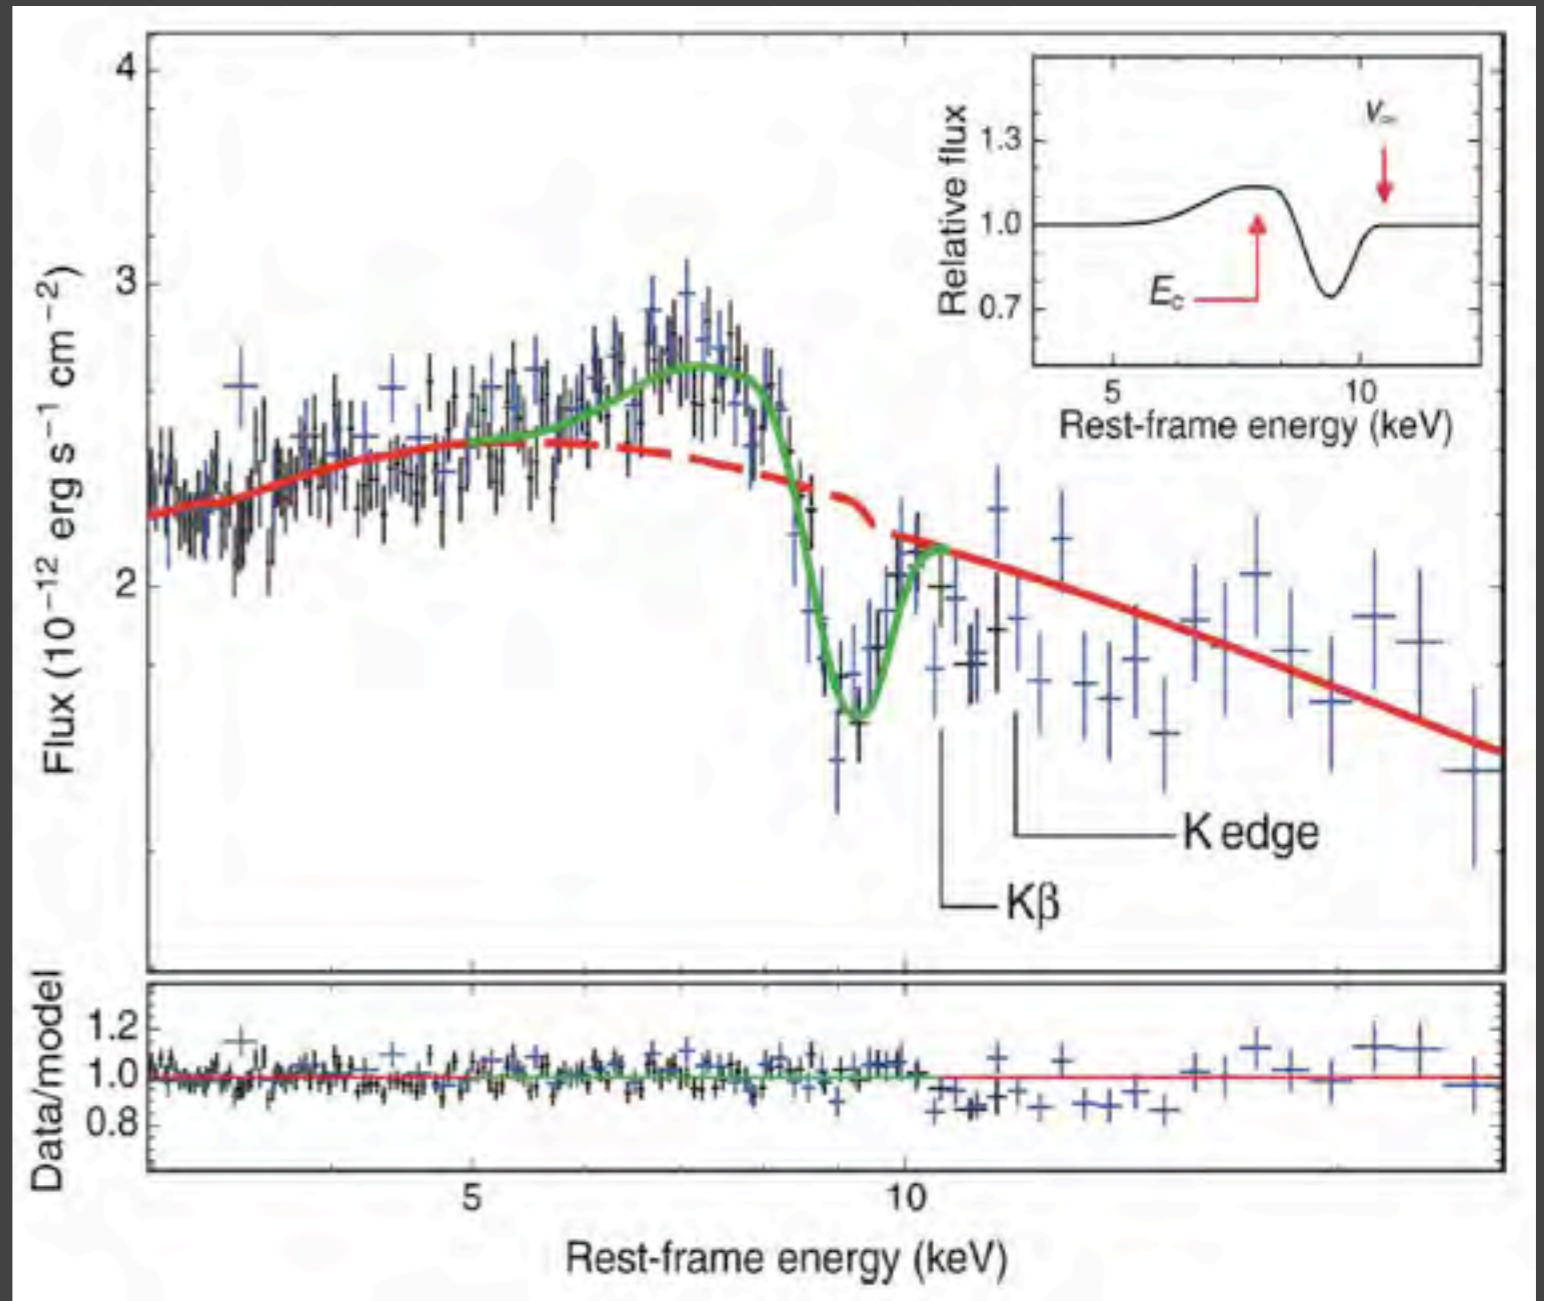 4
3
2
Flux (10⁻¹² erg s⁻¹ cm⁻²)
Relative flux
1.3
1.0
0.7
v∞
E_c
5
10
Rest-frame energy (keV)
K edge
Kβ
Data/model
1.2
1.0
0.8
5
10
Rest-frame energy (keV)